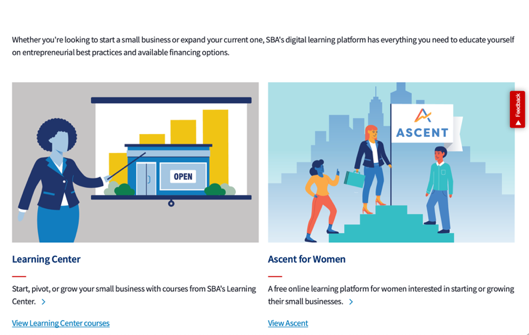 Whether you're looking to start a small business or expand your current one, SBA's digital learning platform has everything you need to educate yourself
on entrepreneurial best practices and available financing options.
OPEN
ASCENT
Feedback
Learning Center
Start, pivot, or grow your small business with courses from SBA's Learning
Center.
View Learning Center courses
Ascent for Women
A free online learning platform for women interested in starting or growing
their small businesses.
View Ascent